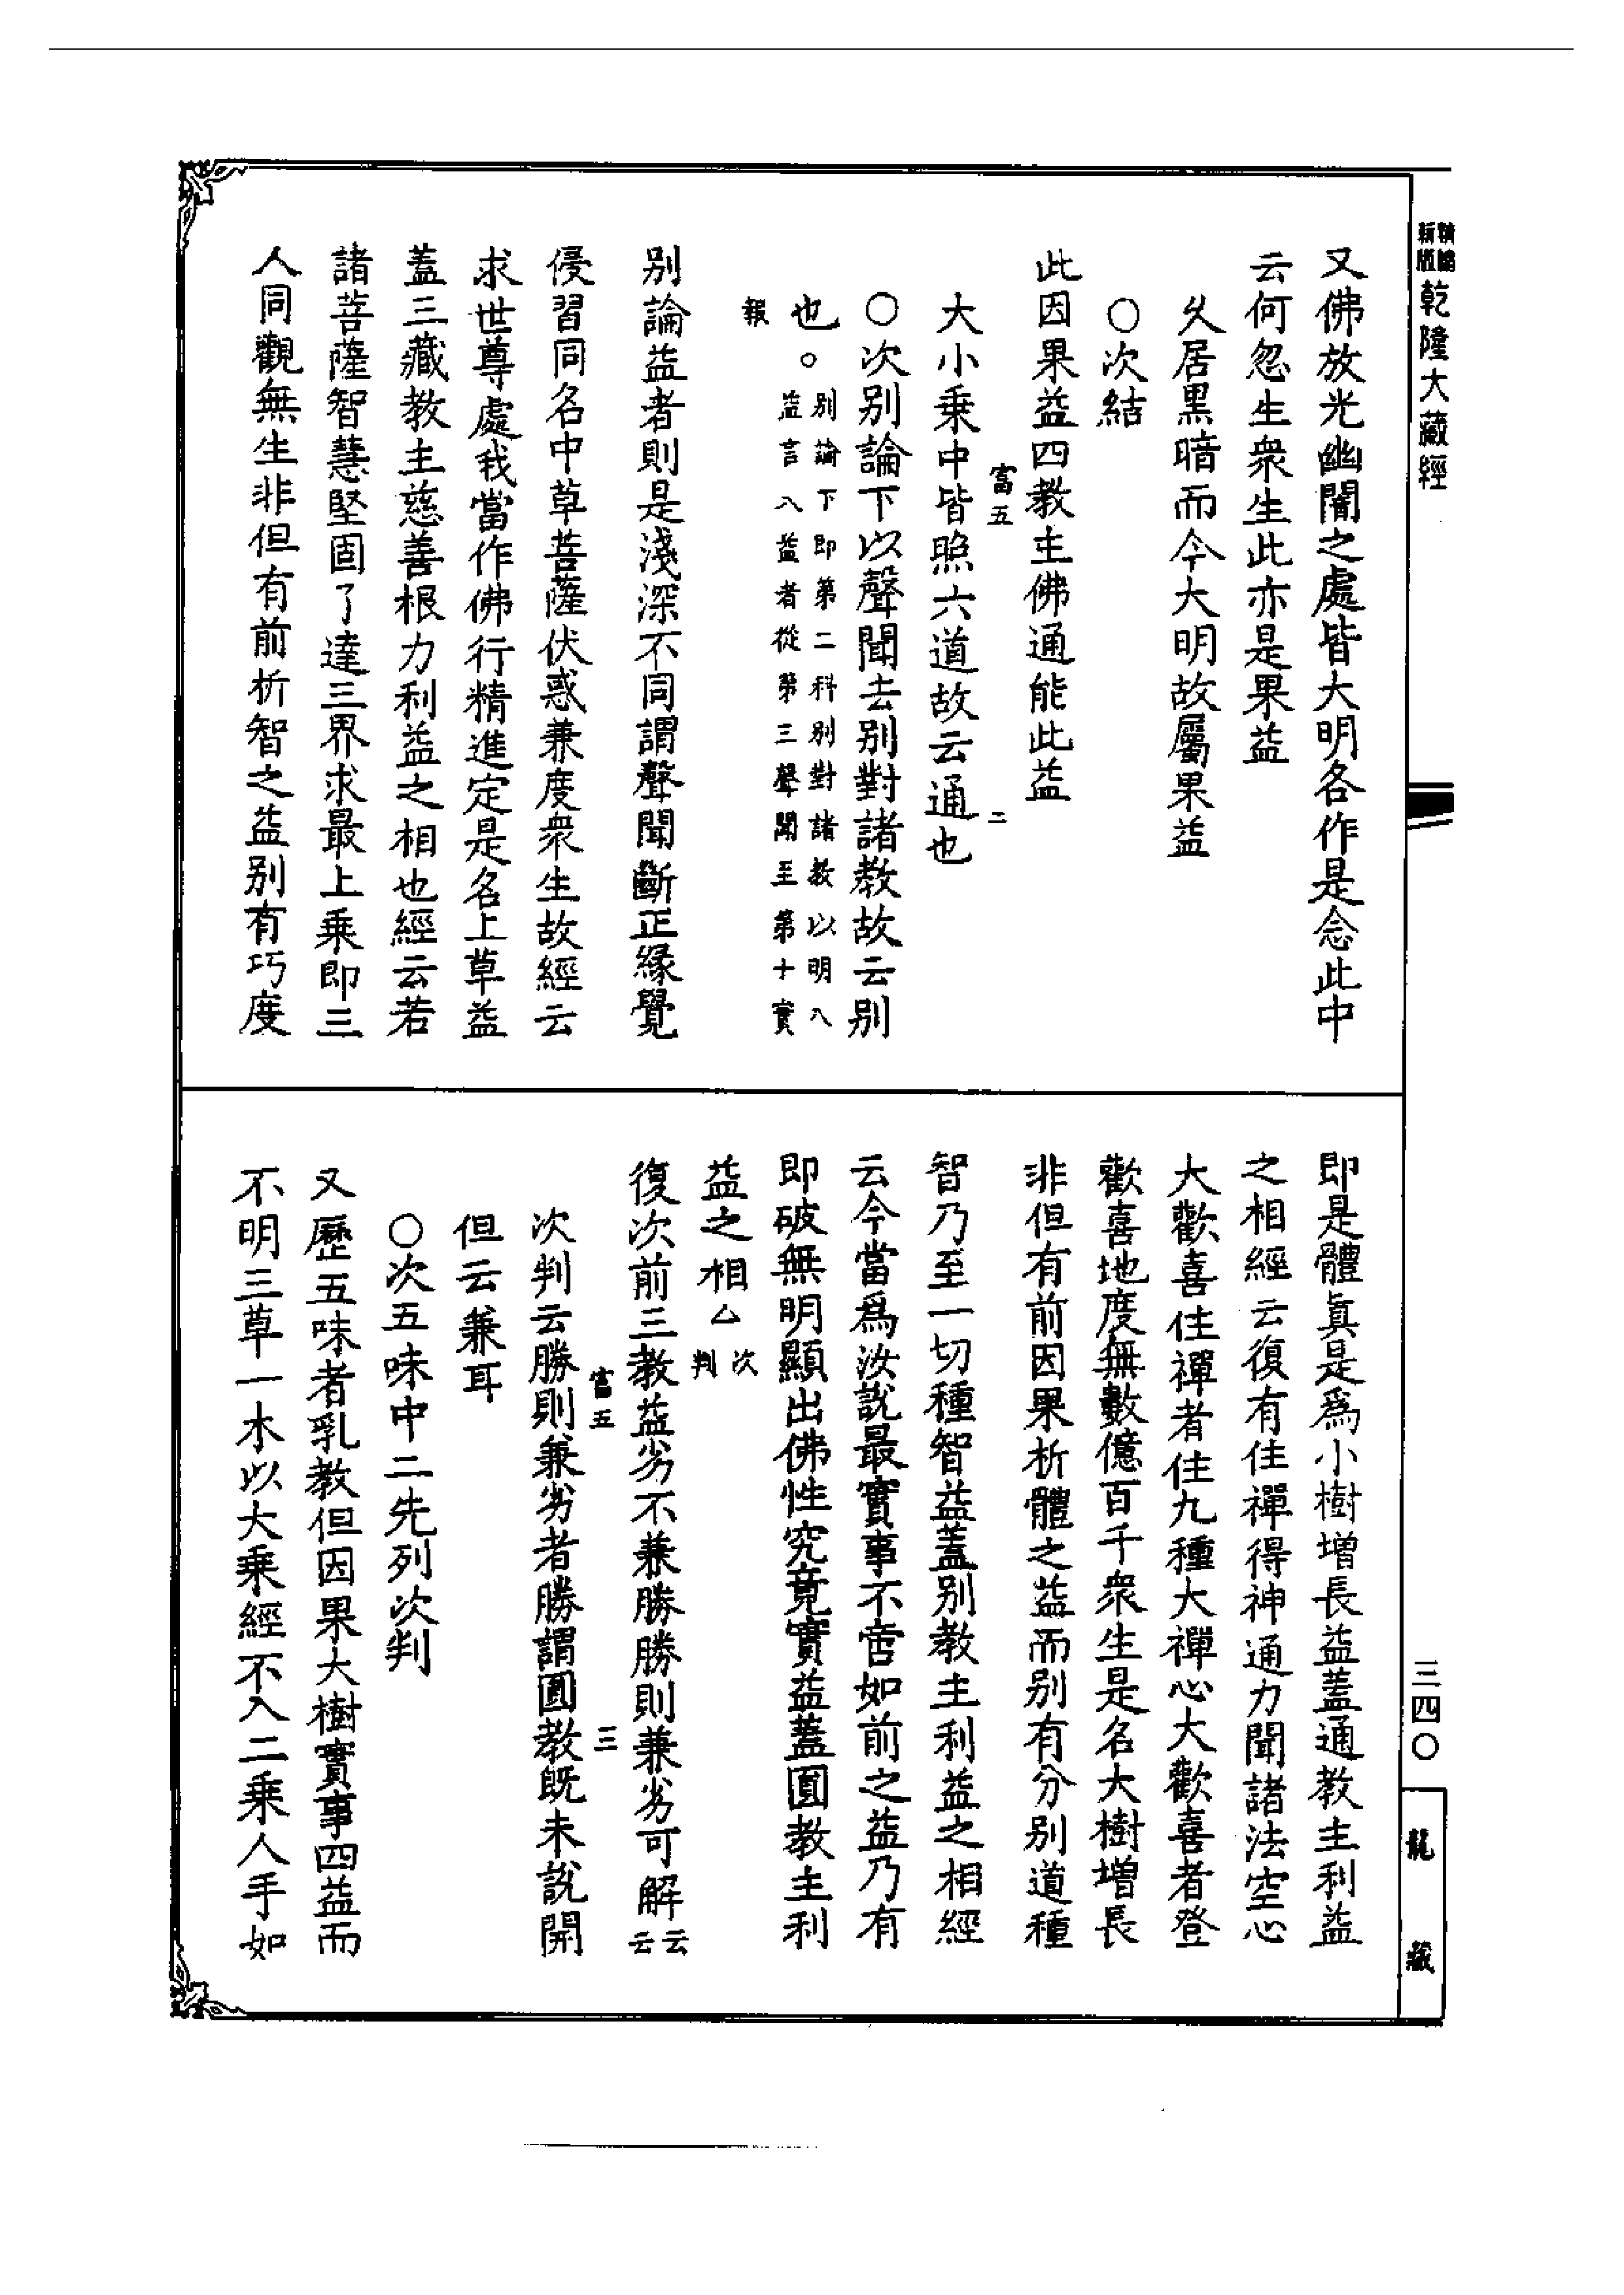 精編
新版
乾隆大藏經
又佛放光幽闇之處皆大明各作是念此中
云何忽生衆生此亦是果益
乆居黑暗而今大明故屬果益
○次結
此因果益四教主佛通能此益
富五
二
大小乗中皆照六道故云通也
○次别論下以聲聞去别對諸教故云别
也。
别論下即第二科别對諸教以明八
益言八益者從第三聲聞至第十實
報
别論益者則是淺深不同謂聲聞斷正緣覺
侵習同名中草菩薩伏惑兼度衆生故經云
求世尊處我當作佛行精進定是名上草益
蓋三藏教主慈善根力利益之相也經云若
諸菩薩智慧堅固了達三界求最上乗即三
人同觀無生非但有前析智之益别有巧度
即是體真是爲小樹增長益蓋通教主利益
之相經云復有住禪得神通力聞諸法空心
大歡喜住禪者住九種大禪心大歡喜者登
歡喜地度無數億百千衆生是名大樹增長
非但有前因果析體之益而别有分别道種
智乃至一切種智益蓋别教主利益之相經
云今當爲汝說最實事不啻如前之益乃有
即破無明顯出佛性究竟實益蓋圓教主利
益之相△
次
判
復次前三教益劣不兼勝勝則兼劣可解云云
富五
三
次判云勝則兼劣者勝謂圓教旣未說開
但云兼耳
○次五味中二先列次判
又歷五味者乳教但因果大樹實事四益而
不明三草一木以大乗經不入二乗人手如
三四〇
龍藏